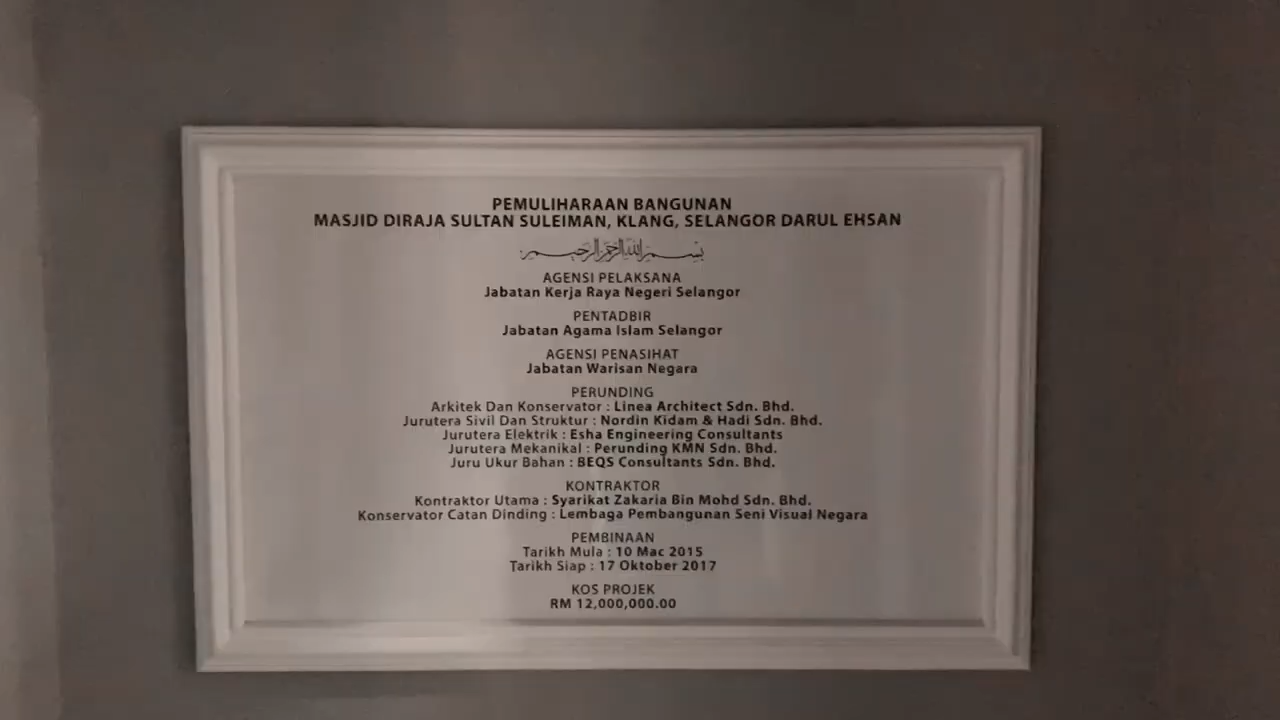 PEMULIHARAAN BANGUNAN
MASJID DIRAJA SULTAN SULEIMAN, KLANG, SELANGOR DARUL EHSAN
بسم الله الرحمن الرحيم
AGENSI PELAKSANA
Jabatan Kerja Raya Negeri Selangor
PENTADBIR
Jabatan Agama Islam Selangor
AGENSI PENASIHAT
Jabatan Warisan Negara
PERUNDING
Arkitek Dan Konservator : Linea Architect Sdn. Bhd.
Jurutera Sivil Dan Struktur : Nordin Kidam & Hadi Sdn. Bhd.
Jurutera Elektrik : Esha Engineering Consultants
Jurutera Mekanikal : Perunding KMN Sdn. Bhd.
Juru Ukur Bahan : BEQS Consultants Sdn. Bhd.
KONTRAKTOR
Kontraktor Utama : Syarikat Zakaria Bin Mohd Sdn. Bhd.
Konservator Catan Dinding : Lembaga Pembangunan Seni Visual Negara
PEMBINAAN
Tarikh Mula : 10 Mac 2015
Tarikh Siap : 17 Oktober 2017
KOS PROJEK
RM 12,000,000.00